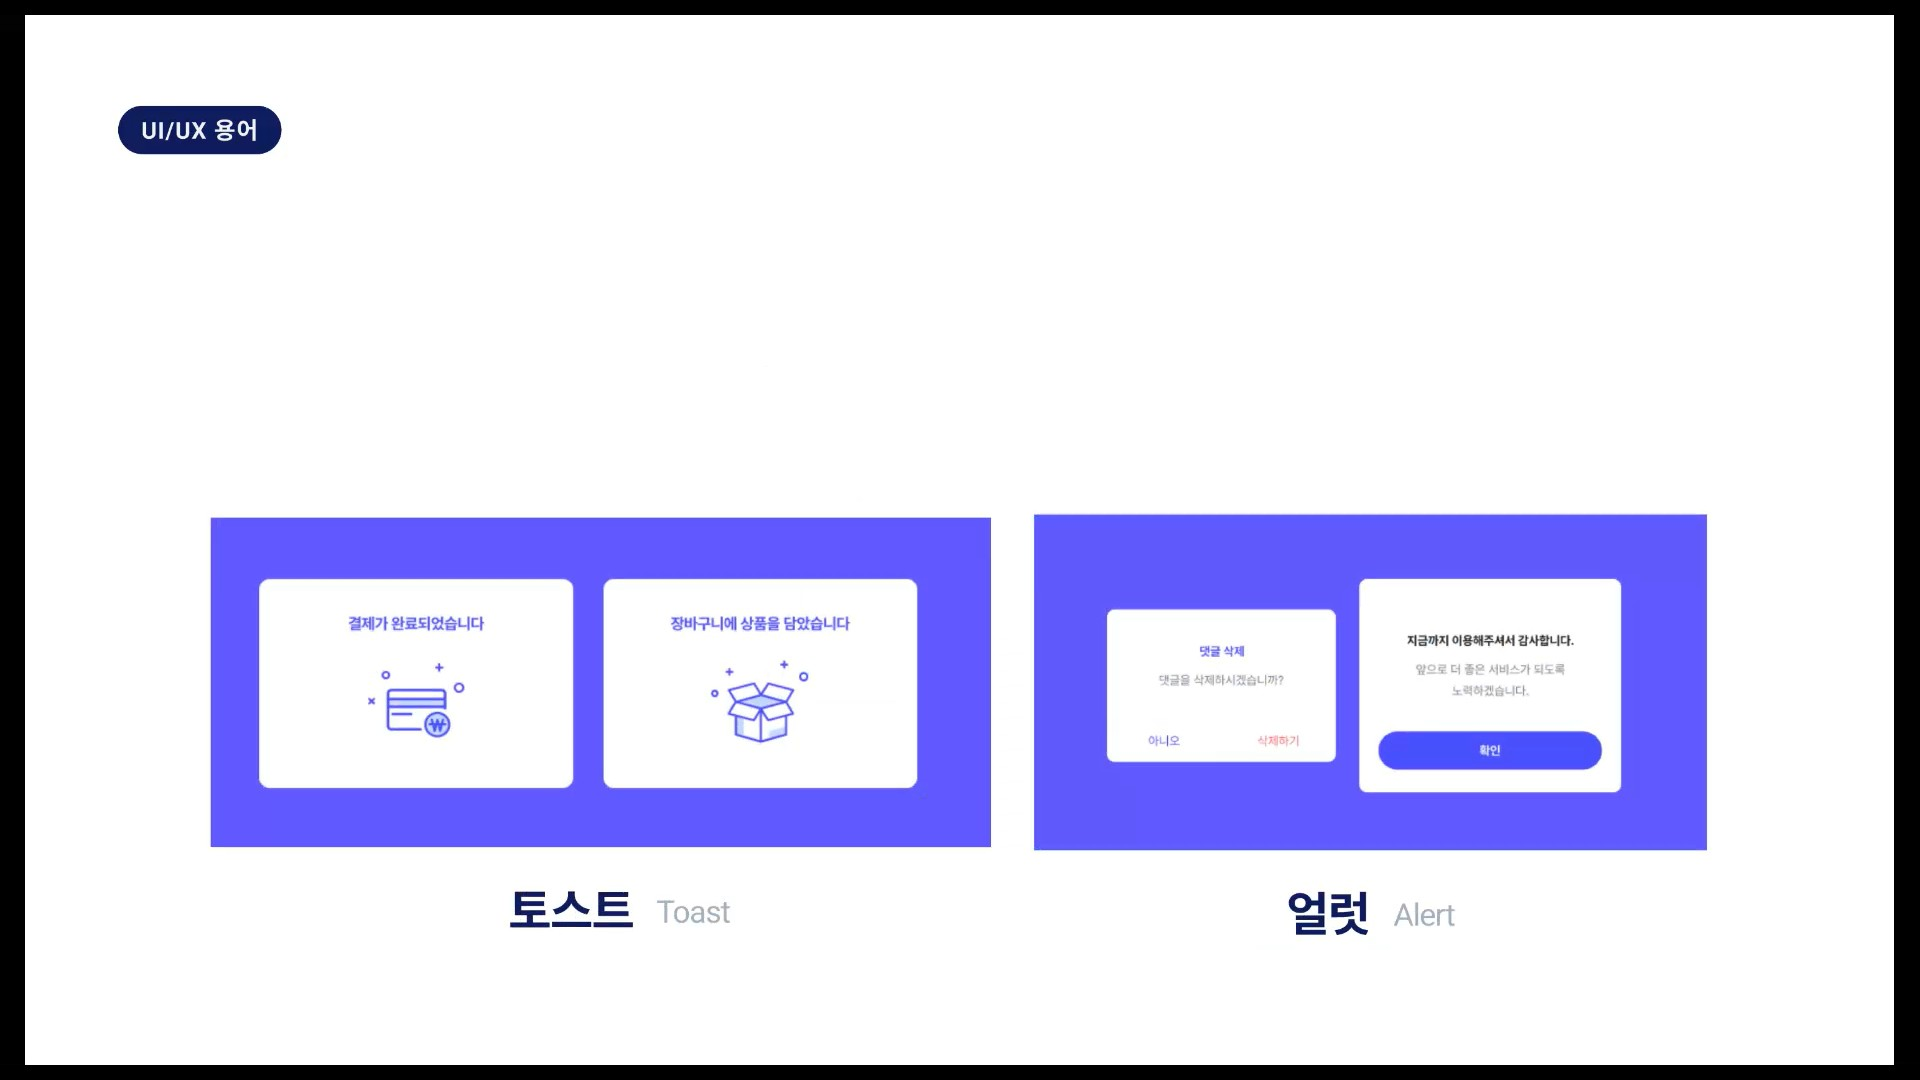 UI/UX 용어
결제가 완료되었습니다
장바구니에 상품을 담았습니다
₩
댓글 삭제
댓글을 삭제하시겠습니까?
아니오 삭제하기
지금까지 이용해주셔서 감사합니다.
앞으로 더 좋은 서비스가 되도록
노력하겠습니다.
확인
토스트 Toast
얼럿 Alert